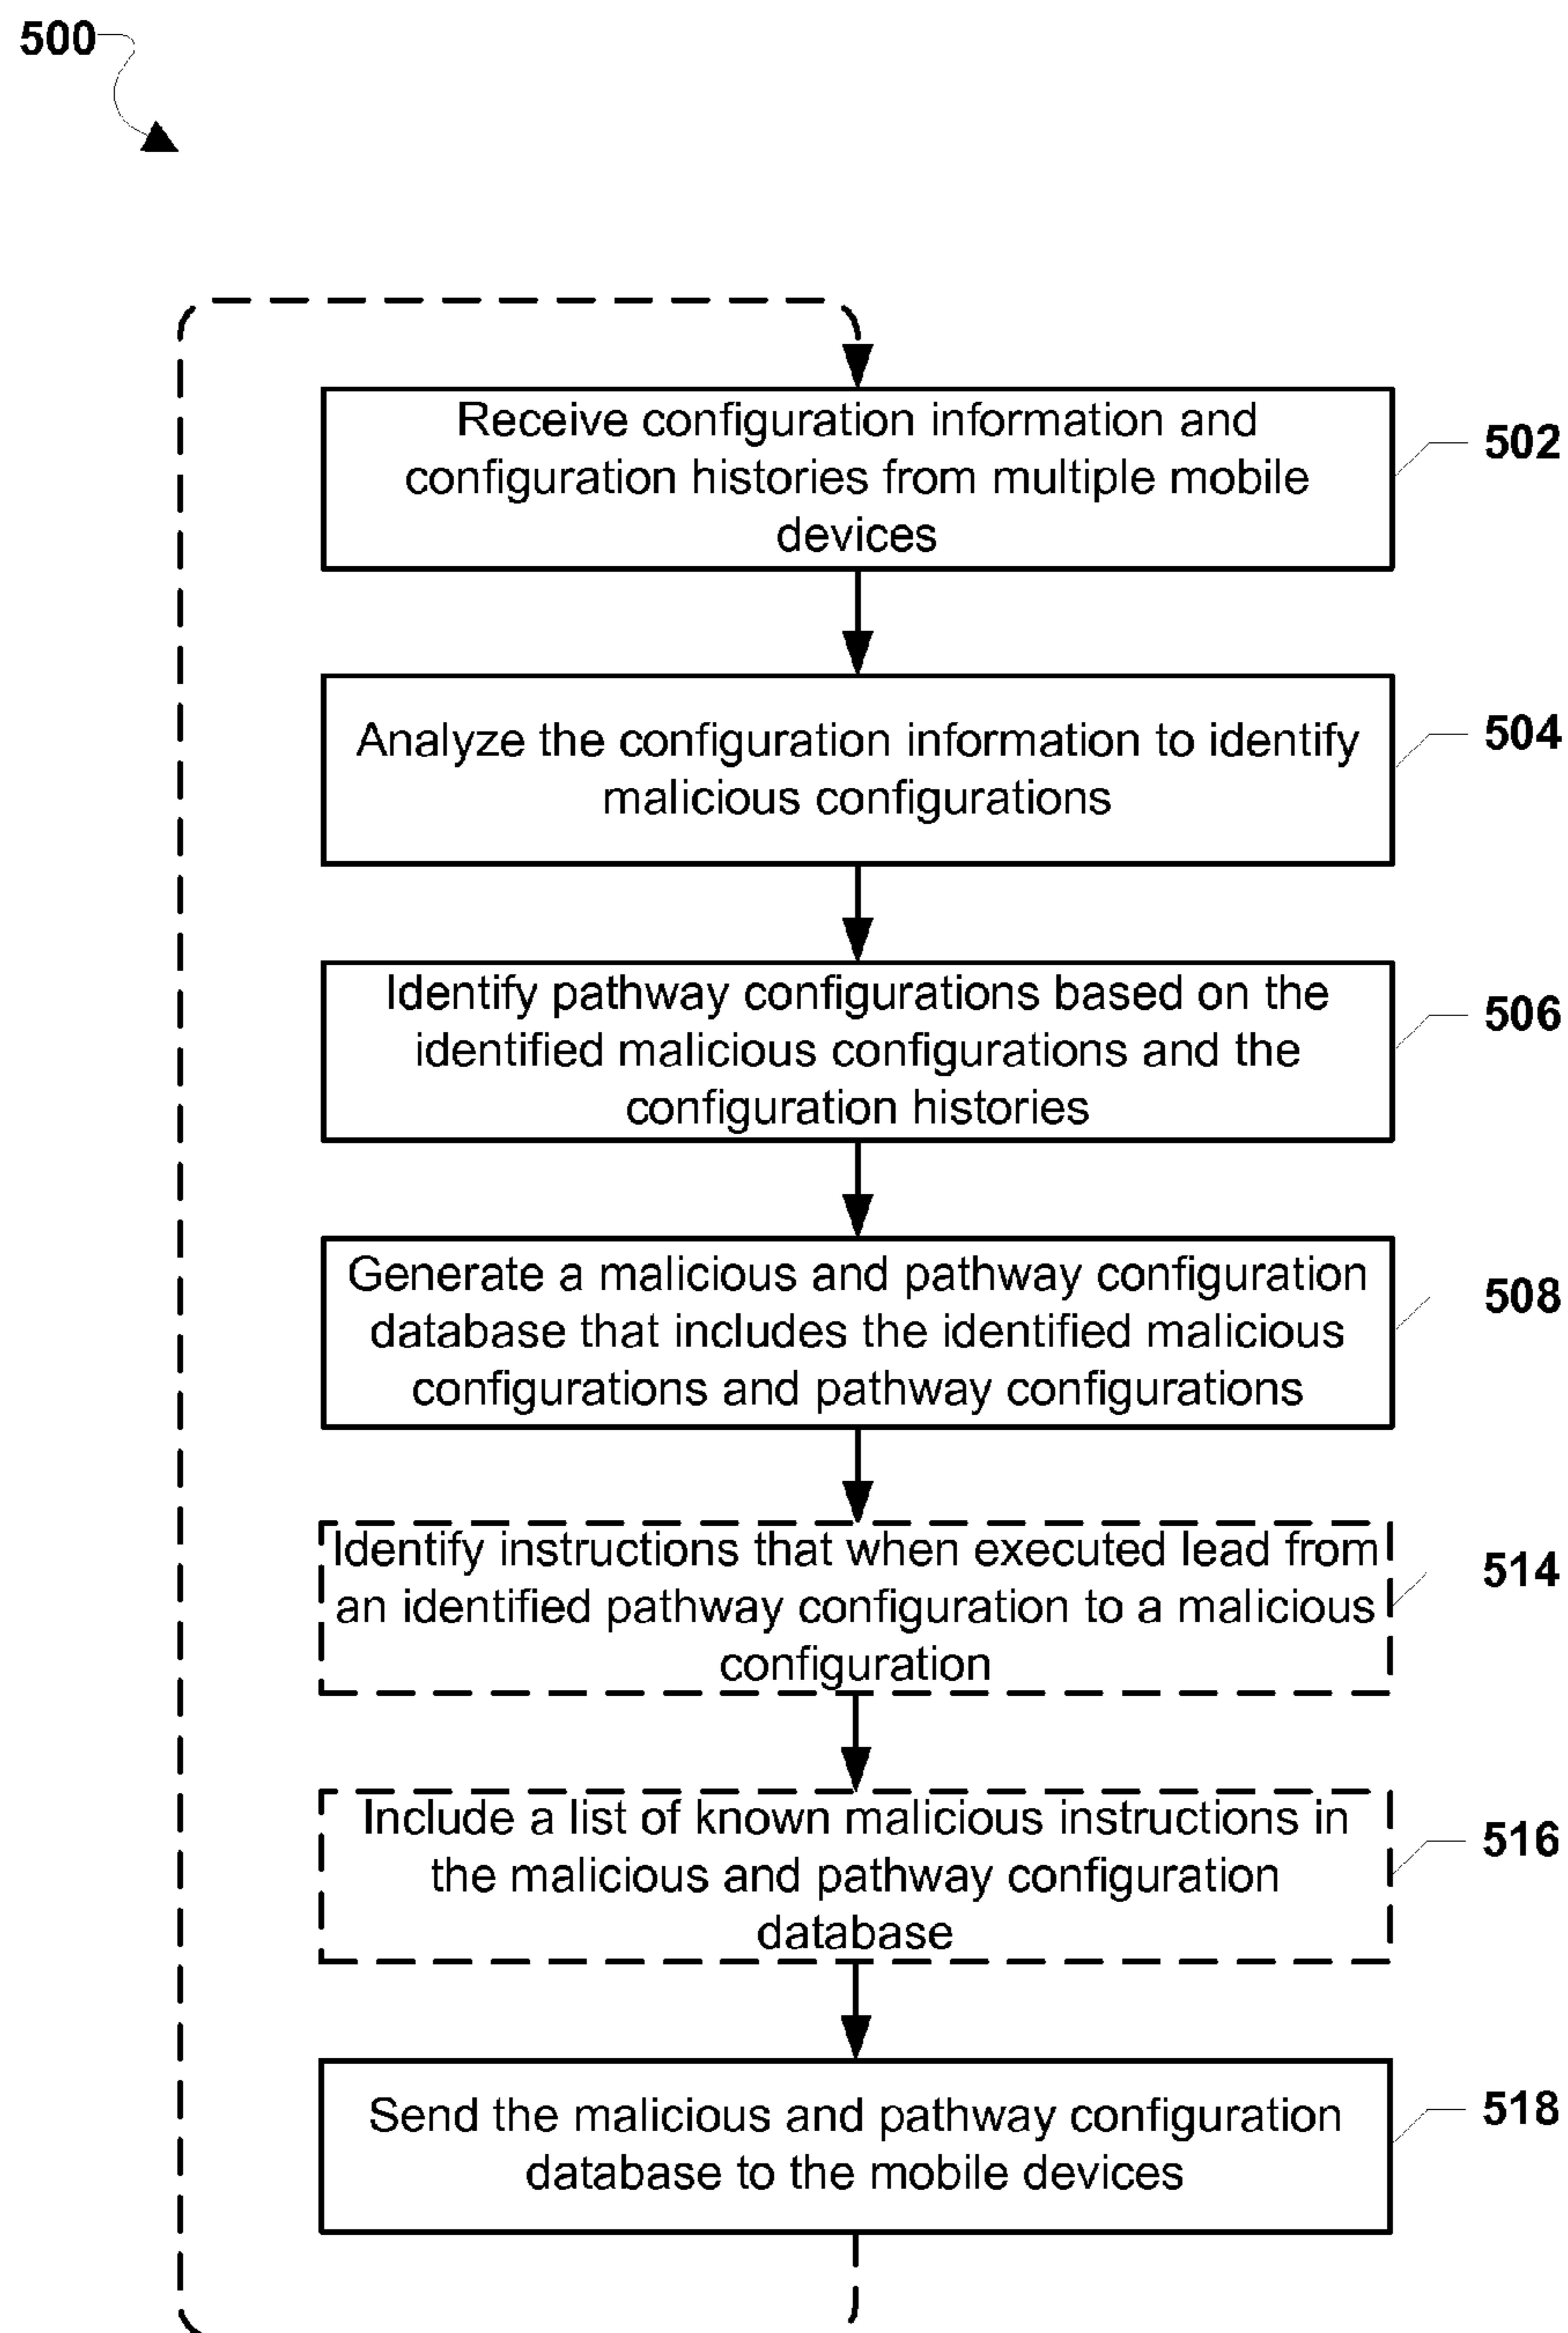 500
Receive configuration information and
configuration histories from multiple mobile
devices
502
Analyze the configuration information to identify
malicious configurations
504
Identify pathway configurations based on the
identified malicious configurations and the
configuration histories
506
Generate a malicious and pathway configuration
database that includes the identified malicious
configurations and pathway configurations
508
Identify instructions that when executed lead from
an identified pathway configuration to a malicious
configuration
514
Include a list of known malicious instructions in
the malicious and pathway configuration
database
516
Send the malicious and pathway configuration
database to the mobile devices
518